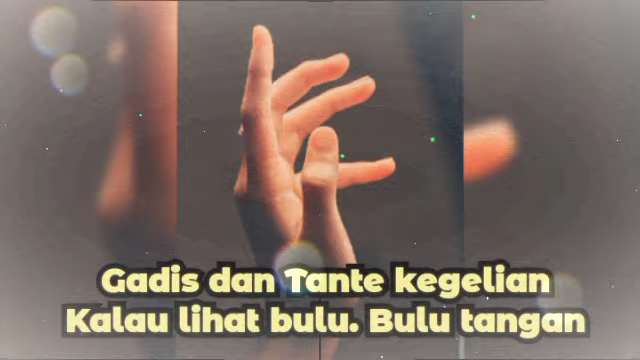 Gadis dan Tante kegelian
Kalau lihat bulu. Bulu tangan